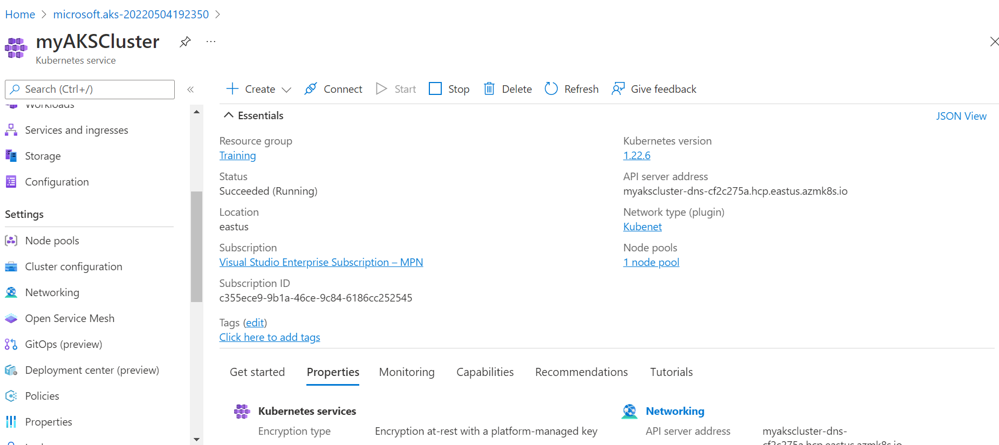 Home > microsoft.aks-20220504192350 >
myAKSCluster ...
Kubernetes service
Search (Ctrl+/)
«
Workloads
Services and ingresses
Storage
Configuration
Settings
Node pools
Cluster configuration
Networking
Open Service Mesh
GitOps (preview)
Deployment center (preview)
Policies
Properties
Create Connect Start Stop Delete Refresh Give feedback
Essentials
JSON View
Resource group
Training
Status
Succeeded (Running)
Location
eastus
Subscription
Visual Studio Enterprise Subscription – MPN
Subscription ID
c355ece9-9b1a-46ce-9c84-6186cc252545
Tags (edit)
Click here to add tags
Kubernetes version
1.22.6
API server address
myakscluster-dns-cf2c275a.hcp.eastus.azmk8s.io
Network type (plugin)
Kubenet
Node pools
1 node pool
Get started Properties Monitoring Capabilities Recommendations Tutorials
Kubernetes services
Encryption type Encryption at-rest with a platform-managed key
Networking
API server address myakscluster-dns-
cf2c275a.hcp.eastus.azmk8s.io